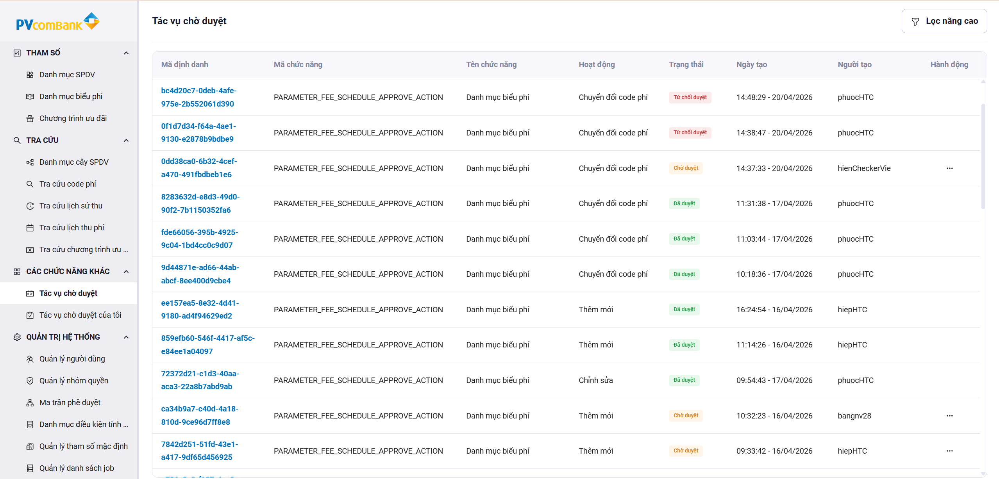 PVcomBank
THAM SỐ
Danh mục SPDV
Danh mục biểu phí
Chương trình ưu đãi
TRA CỨU
Danh mục cây SPDV
Tra cứu code phí
Tra cứu lịch sử thu
Tra cứu lịch thu phí
Tra cứu chương trình ưu ...
CÁC CHỨC NĂNG KHÁC
Tác vụ chờ duyệt
Tác vụ chờ duyệt của tôi
QUẢN TRỊ HỆ THỐNG
Quản lý người dùng
Quản lý nhóm quyền
Ma trận phê duyệt
Danh mục điều kiện tính ...
Quản lý tham số mặc định
Quản lý danh sách job
Tác vụ chờ duyệt
Lọc nâng cao
Mã định danh Mã chức năng Tên chức năng Hoạt động Trạng thái Ngày tạo Người tạo Hành động
bc4d20c7-0deb-4afe-
975e-2b552061d390
PARAMETER_FEE_SCHEDULE_APPROVE_ACTION Danh mục biểu phí Chuyển đổi code phí Từ chối duyệt 14:48:29 - 20/04/2026 phuocHTC
0f1d7d34-f64a-4ae1-
9130-e2878b9bdbe9
PARAMETER_FEE_SCHEDULE_APPROVE_ACTION Danh mục biểu phí Chuyển đổi code phí Từ chối duyệt 14:38:47 - 20/04/2026 phuocHTC
0dd38ca0-6b32-4cef-
a470-491fbdbeb1e6
PARAMETER_FEE_SCHEDULE_APPROVE_ACTION Danh mục biểu phí Chuyển đổi code phí Chờ duyệt 14:37:33 - 20/04/2026 hienCheckerVie ...
8283632d-e8d3-49d0-
90f2-7b1150352fa6
PARAMETER_FEE_SCHEDULE_APPROVE_ACTION Danh mục biểu phí Chuyển đổi code phí Đã duyệt 11:31:38 - 17/04/2026 phuocHTC
fde66056-395b-4925-
9c04-1bd4cc0c9d07
PARAMETER_FEE_SCHEDULE_APPROVE_ACTION Danh mục biểu phí Chuyển đổi code phí Đã duyệt 11:03:44 - 17/04/2026 phuocHTC
9d44871e-ad66-44ab-
abcf-8ee400d9cbe4
PARAMETER_FEE_SCHEDULE_APPROVE_ACTION Danh mục biểu phí Chuyển đổi code phí Đã duyệt 10:18:36 - 17/04/2026 phuocHTC
ee157ea5-8e32-4d41-
9180-ad4f94629ed2
PARAMETER_FEE_SCHEDULE_APPROVE_ACTION Danh mục biểu phí Thêm mới Đã duyệt 16:24:54 - 16/04/2026 hiepHTC
859efb60-546f-4417-af5c-
e84ee1a04097
PARAMETER_FEE_SCHEDULE_APPROVE_ACTION Danh mục biểu phí Thêm mới Đã duyệt 11:14:26 - 16/04/2026 hiepHTC
72372d21-c1d3-40aa-
aca3-22a8b7abd9ab
PARAMETER_FEE_SCHEDULE_APPROVE_ACTION Danh mục biểu phí Chỉnh sửa Đã duyệt 09:54:43 - 17/04/2026 phuocHTC
ca34b9a7-c40d-4a18-
810d-9ce96d7ff8e8
PARAMETER_FEE_SCHEDULE_APPROVE_ACTION Danh mục biểu phí Thêm mới Chờ duyệt 10:32:23 - 16/04/2026 bangnv28 ...
7842d251-51fd-43e1-
a417-9df65d456925
PARAMETER_FEE_SCHEDULE_APPROVE_ACTION Danh mục biểu phí Thêm mới Chờ duyệt 09:33:42 - 16/04/2026 hiepHTC ...